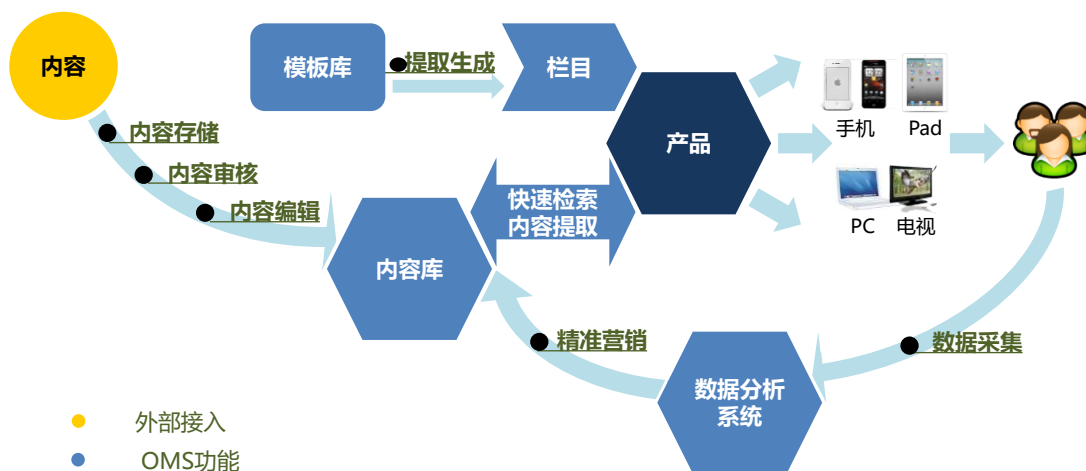 内容
模板库
提取生成
栏目
产品
手机
Pad
PC
电视
内容存储
内容审核
内容编辑
快速检索
内容提取
内容库
精准营销
数据采集
数据分析
系统
外部接入
OMS功能